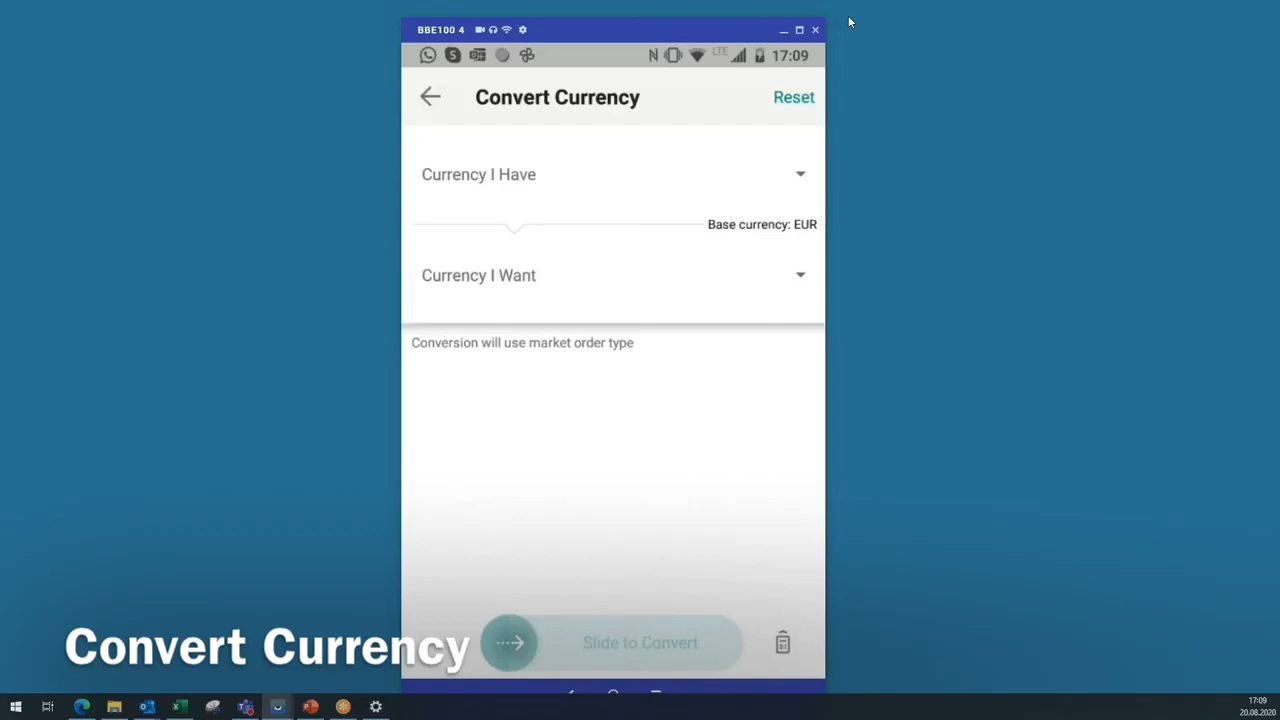 BBE100 4
LTE 17:09
Convert Currency
Reset
Currency I Have
Base currency: EUR
Currency I Want
Conversion will use market order type
Slide to Convert
Convert Currency
17:09
20.08.2020